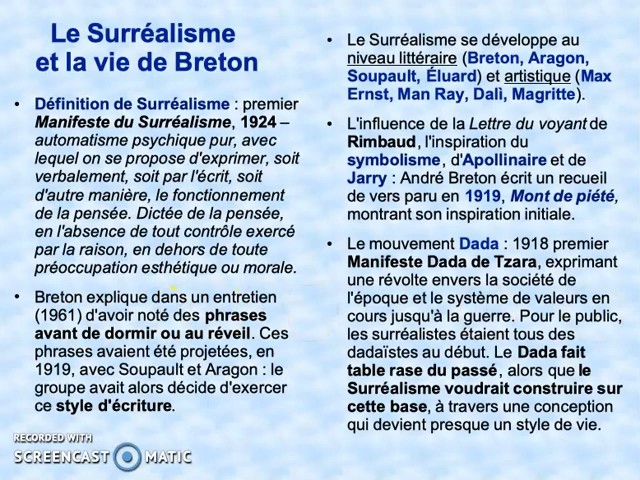 Le Surréalisme
et la vie de Breton
• Définition de Surréalisme : premier
Manifeste du Surréalisme, 1924 –
automatisme psychique pur, avec
lequel on se propose d'exprimer, soit
verbalement, soit par l'écrit, soit
d'autre manière, le fonctionnement
de la pensée. Dictée de la pensée,
en l'absence de tout contrôle exercé
par la raison, en dehors de toute
préoccupation esthétique ou morale.
• Breton explique dans un entretien
(1961) d'avoir noté des phrases
avant de dormir ou au réveil. Ces
phrases avaient été projetées, en
1919, avec Soupault et Aragon : le
groupe avait alors décide d'exercer
ce style d'écriture.
• Le Surréalisme se développe au
niveau littéraire (Breton, Aragon,
Soupault, Éluard) et artistique (Max
Ernst, Man Ray, Dalì, Magritte).
• L'influence de la Lettre du voyant de
Rimbaud, l'inspiration du
symbolisme, d'Apollinaire et de
Jarry : André Breton écrit un recueil
de vers paru en 1919, Mont de piété,
montrant son inspiration initiale.
• Le mouvement Dada : 1918 premier
Manifeste Dada de Tzara, exprimant
une révolte envers la société de
l'époque et le système de valeurs en
cours jusqu'à la guerre. Pour le public,
les surréalistes étaient tous des
dadaïstes au début. Le Dada fait
table rase du passé, alors que le
Surréalisme voudrait construire sur
cette base, à travers une conception
qui devient presque un style de vie.
RECORDED WITH
SCREENCAST MATIC